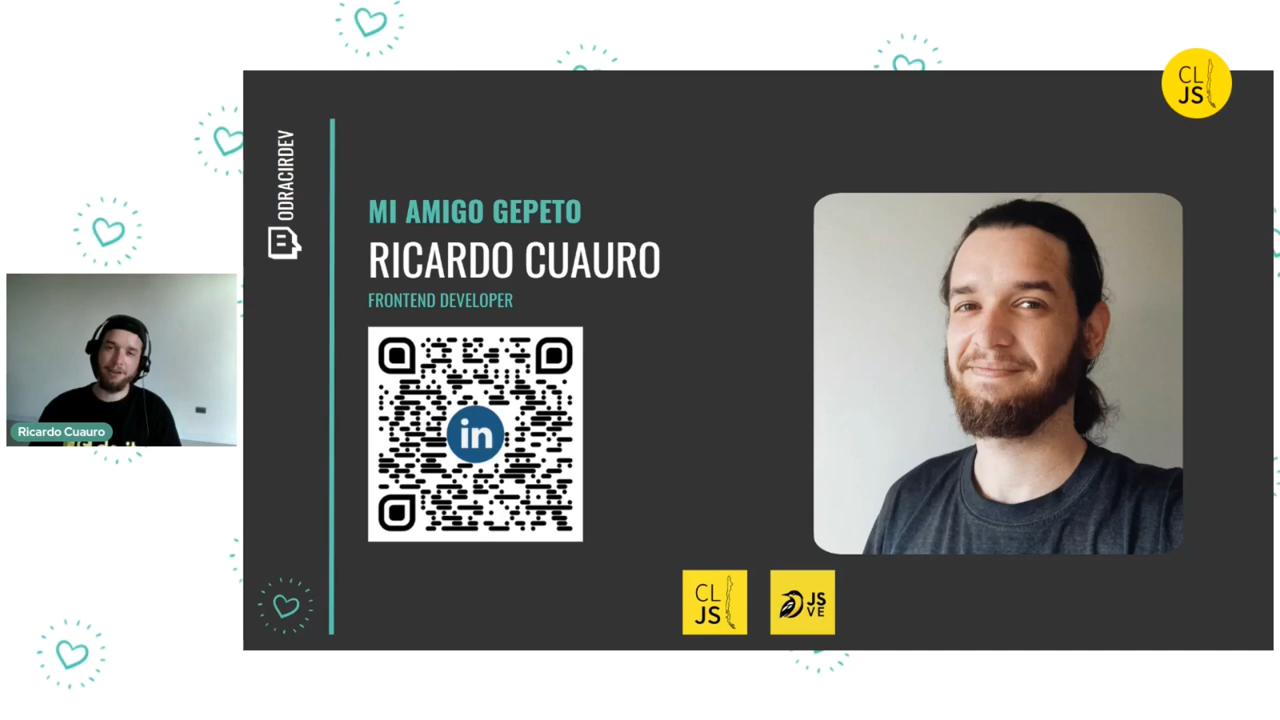 CL
JS
ODRACIRDEV
MI AMIGO GEPETO
RICARDO CUAURO
FRONTEND DEVELOPER
in
Ricardo Cuauro
CL
JS
JS
VE